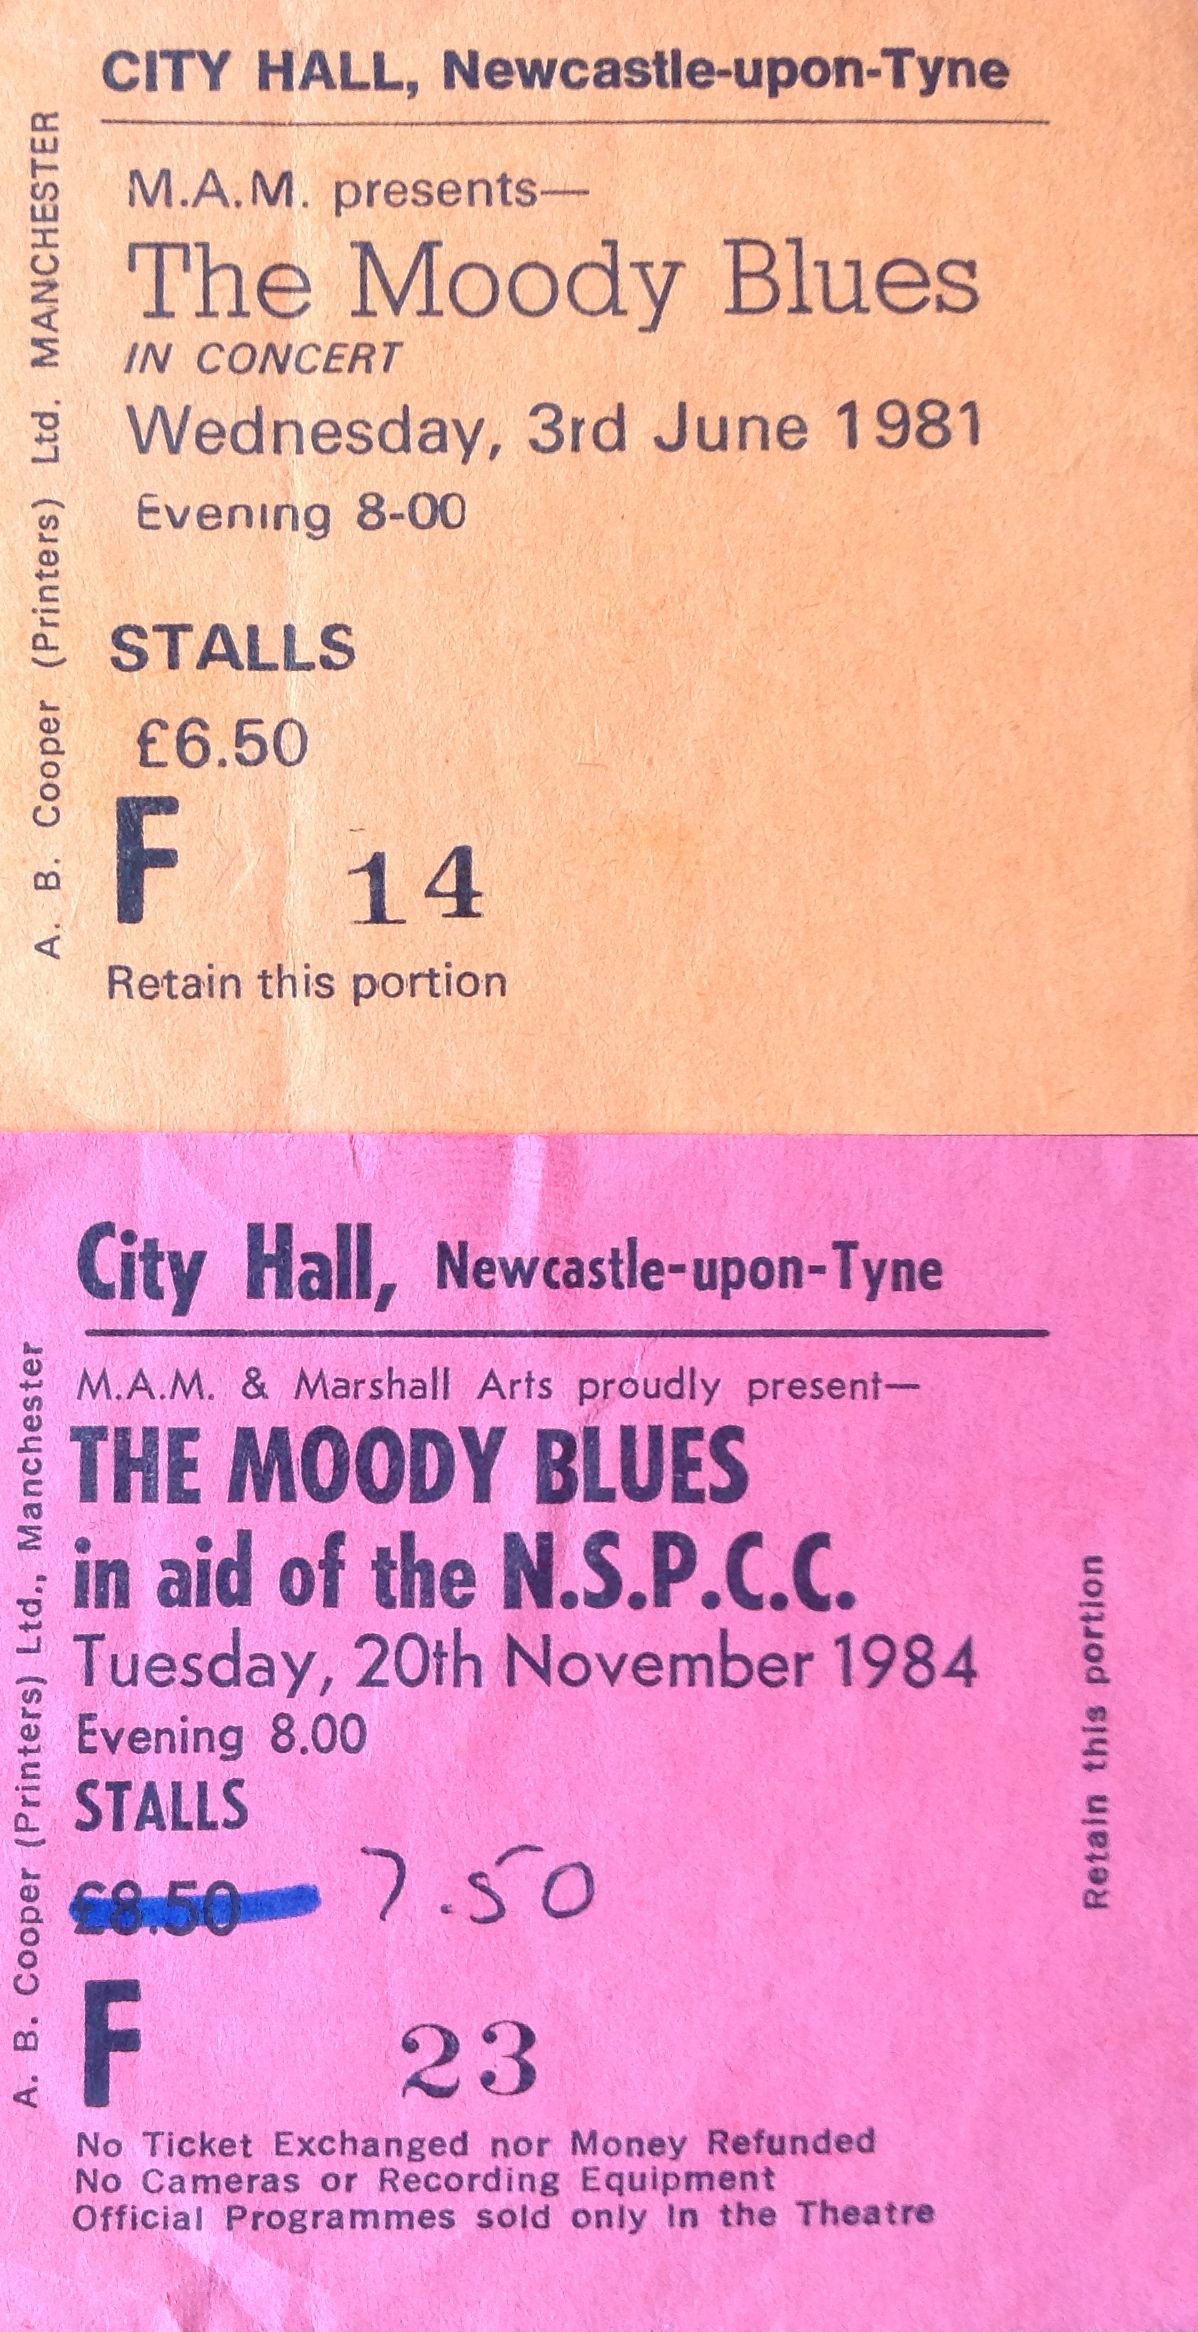 CITY HALL, Newcastle-upon-Tyne
M.A.M. presents—
The Moody Blues
IN CONCERT
Wednesday, 3rd June 1981
Evening 8-00
STALLS
£6.50
F 14
Retain this portion
A. B. Cooper (Printers) Ltd. MANCHESTER
City Hall, Newcastle-upon-Tyne
M.A.M. & Marshall Arts proudly present—
THE MOODY BLUES
in aid of the N.S.P.C.C.
Tuesday, 20th November 1984
Evening 8.00
STALLS
£8.50 7.50
F 23
No Ticket Exchanged nor Money Refunded
No Cameras or Recording Equipment
Official Programmes sold only in the Theatre
A. B. Cooper (Printers) Ltd., Manchester
Retain this portion